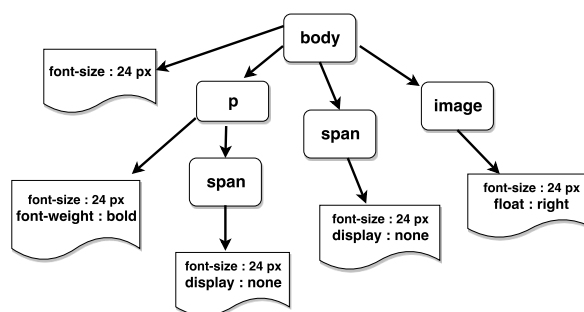 body
font-size : 24 px
p
image
span
span
font-size : 24 px
font-weight : bold
font-size : 24 px
float : right
font-size : 24 px
display : none
font-size : 24 px
display : none